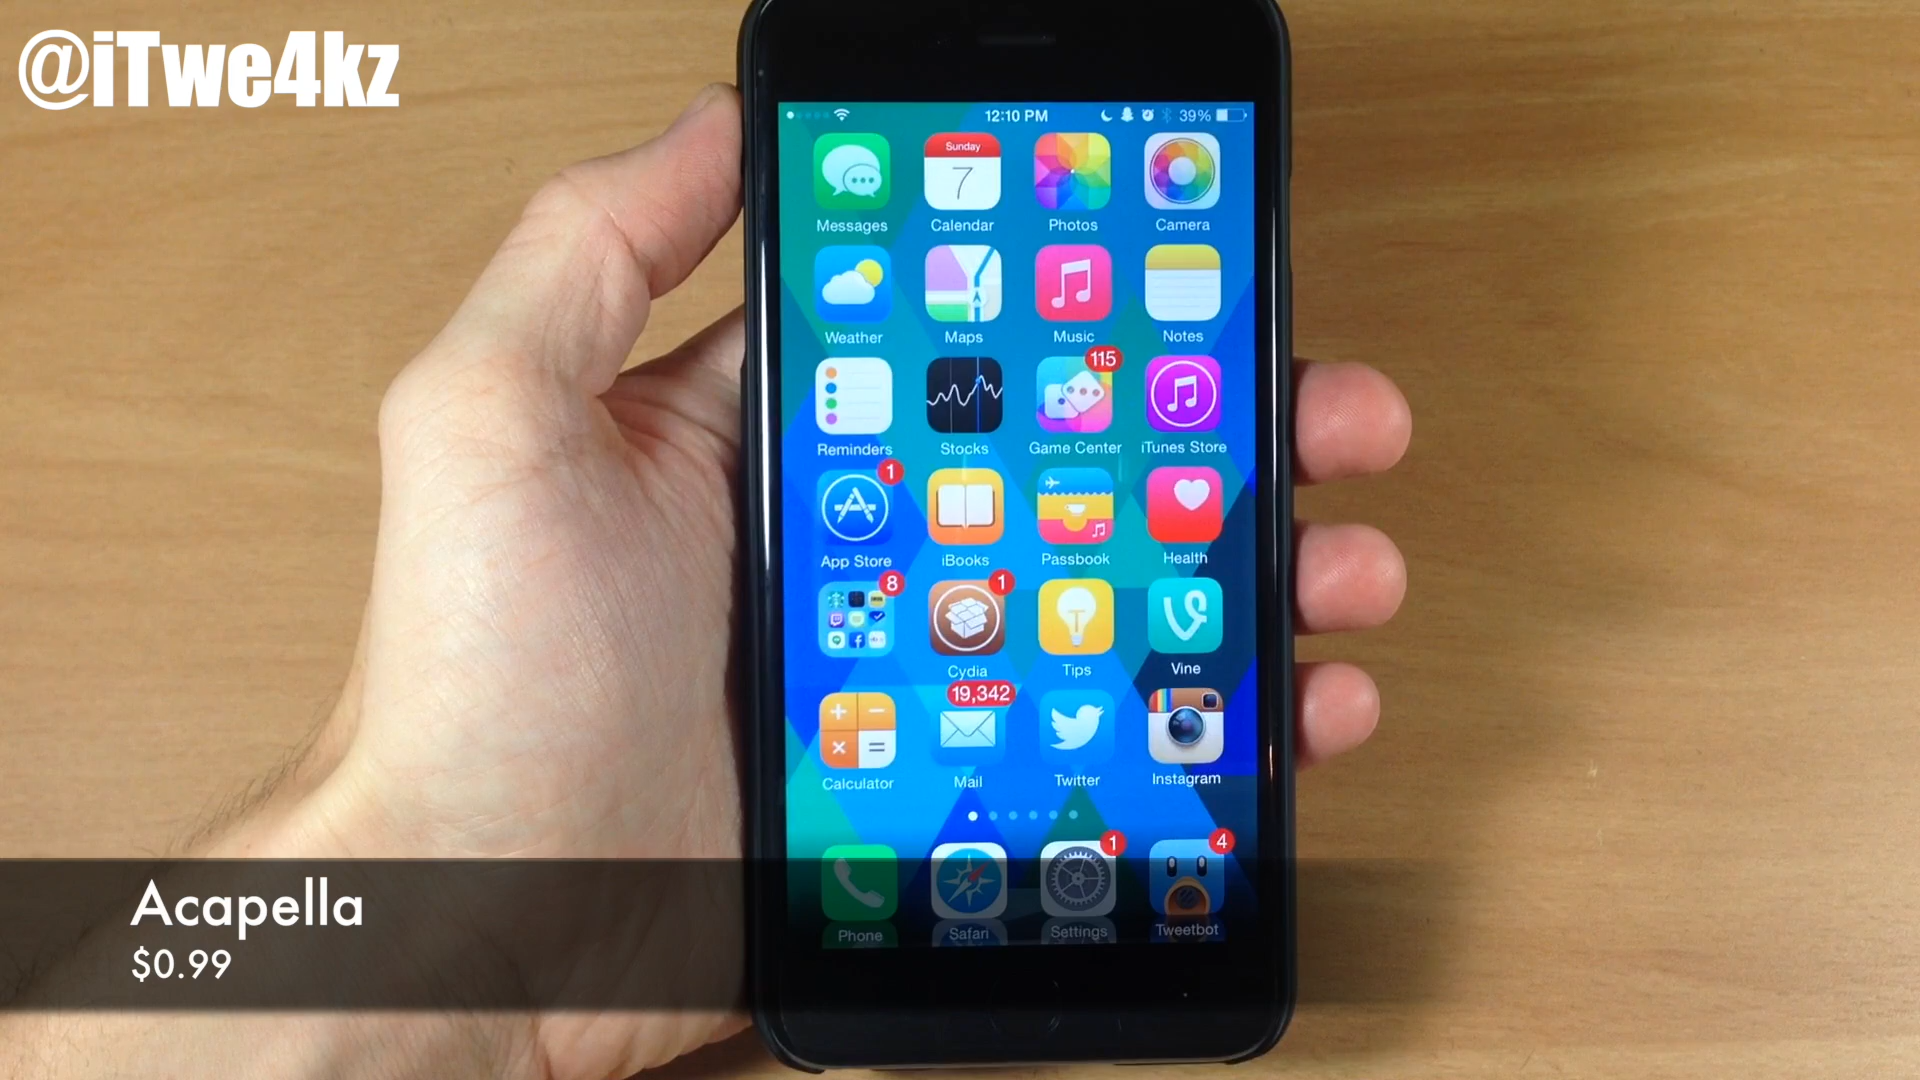 @iTwe4kz
12:10 PM 39%
Sunday
7
Messages Calendar Photos Camera
Weather Maps Music Notes
115
Reminders Stocks Game Center iTunes Store
1
App Store iBooks Passbook Health
8 1
Cydia Tips Vine
19,342
Calculator Mail Twitter Instagram
1 4
Phone Safari Settings Tweetbot
Acapella
$0.99